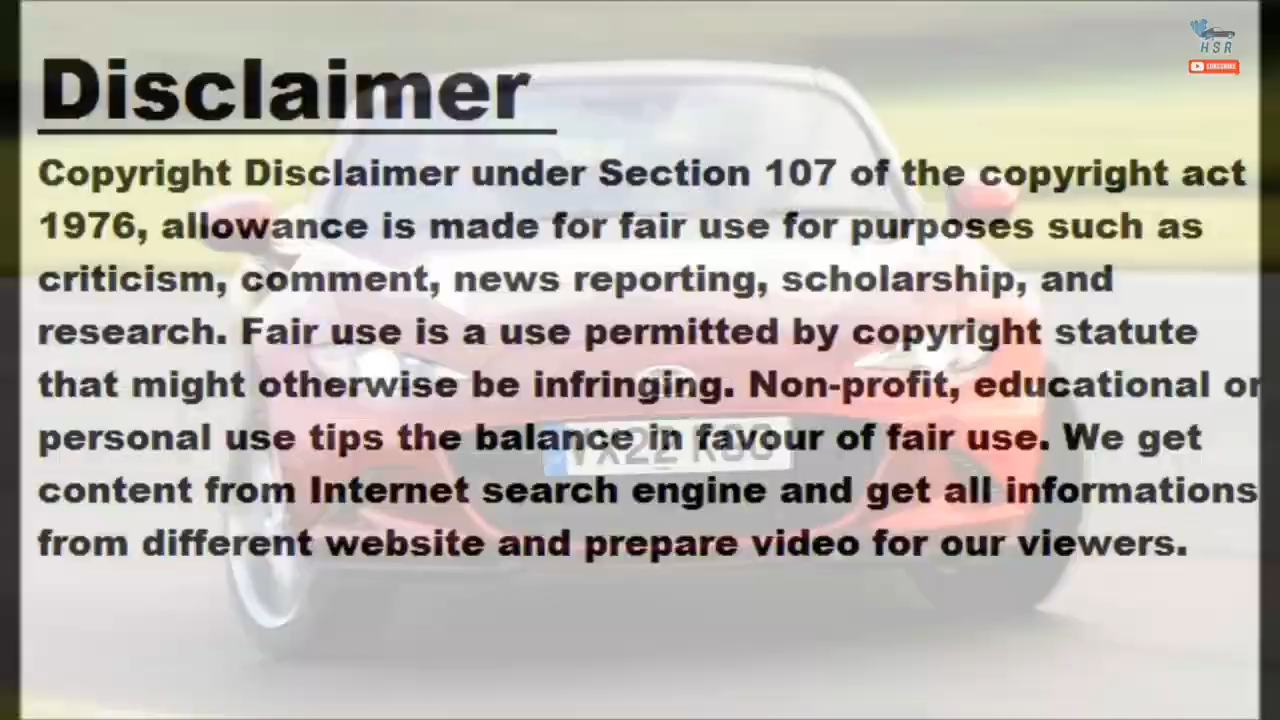 HSR
SUBSCRIBE
Disclaimer
Copyright Disclaimer under Section 107 of the copyright act
1976, allowance is made for fair use for purposes such as
criticism, comment, news reporting, scholarship, and
research. Fair use is a use permitted by copyright statute
that might otherwise be infringing. Non-profit, educational or
personal use tips the balance in favour of fair use. We get
content from Internet search engine and get all informations
from different website and prepare video for our viewers.